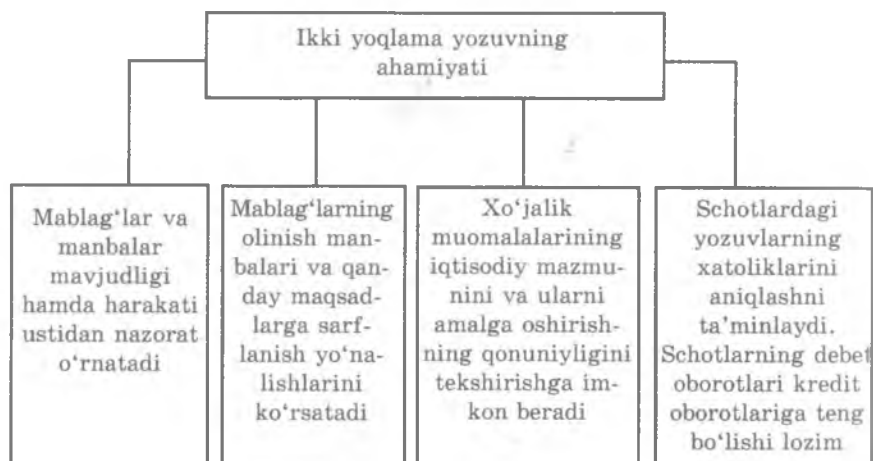 Ikki yoqlama yozuvning
ahamiyati
Mablag‘lar va
manbalar
mavjudligi
hamda harakati
ustidan nazorat
o‘rnatadi
Mablag‘larning
olinish man-
balari va qan-
day maqsad-
larga sarf-
lanish yo‘na-
lishlarini
ko‘rsatadi
Xo‘jalik
muomalalarining
iqtisodiy mazmu-
nini va ularni
amalga oshirish-
ning qonuniyligini
tekshirishga im-
kon beradi
Schotlardagi
yozuvlarning
xatoliklarini
aniqlashni
ta’minlaydi.
Schotlarning debet
oborotlari kredit
oborotlariga teng
bo‘lishi lozim